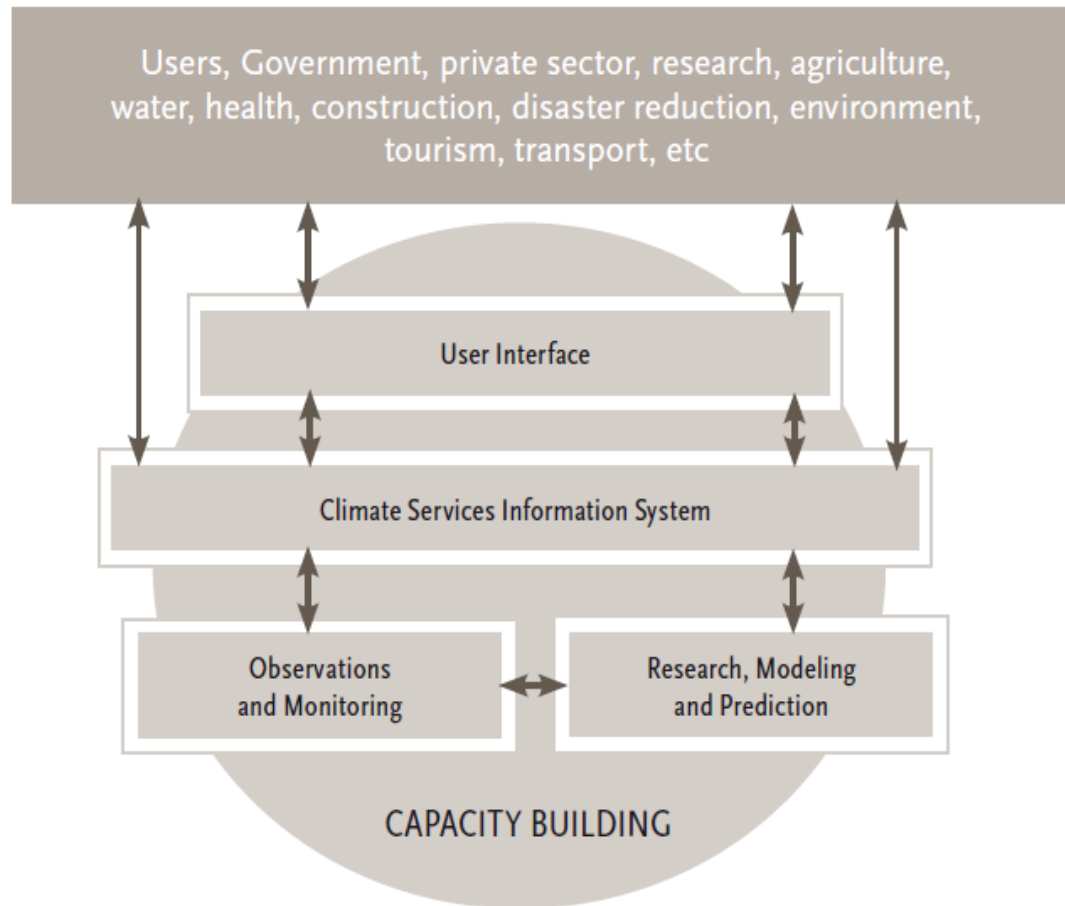 Users, Government, private sector, research, agriculture,
water, health, construction, disaster reduction, environment,
tourism, transport, etc
User Interface
Climate Services Information System
Observations
and Monitoring
Research, Modeling
and Prediction
CAPACITY BUILDING